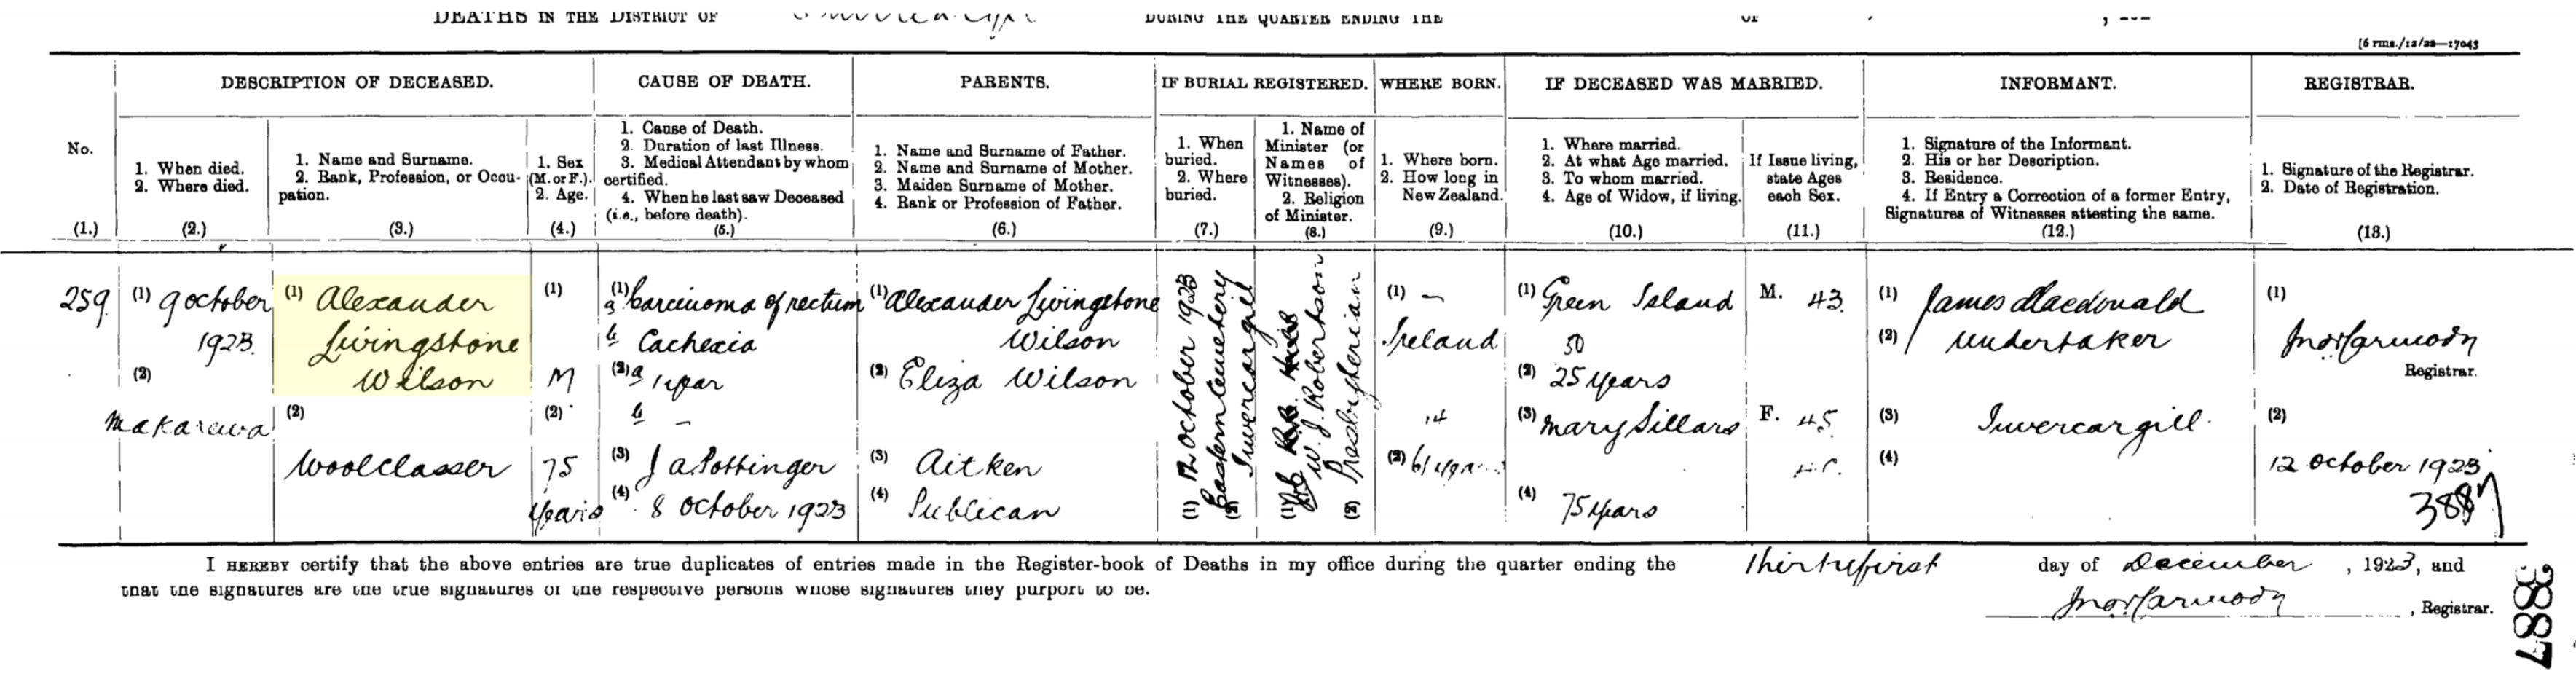 DEATHS IN THE DISTRICT OF DURING THE QUARTER ENDING THE OF
[6 rms./12/22—17043
DESCRIPTION OF DECEASED. CAUSE OF DEATH. PARENTS. IF BURIAL REGISTERED. WHERE BORN. IF DECEASED WAS MARRIED. INFORMANT. REGISTRAR.
No.
(1.)
1. When died.
2. Where died.
(2.)
1. Name and Surname.
2. Rank, Profession, or Occu-
pation.
(3.)
1. Sex
(M. or F.).
2. Age.
(4.)
1. Cause of Death.
2. Duration of last Illness.
3. Medical Attendant by whom
certified.
4. When he last saw Deceased
(i.e., before death).
(5.)
1. Name and Surname of Father.
2. Name and Surname of Mother.
3. Maiden Surname of Mother.
4. Rank or Profession of Father.
(6.)
1. When
buried.
2. Where
buried.
(7.)
1. Name of
Minister (or
Names of
Witnesses).
2. Religion
of Minister.
(8.)
1. Where born.
2. How long in
New Zealand.
(9.)
1. Where married.
2. At what Age married.
3. To whom married.
4. Age of Widow, if living.
(10.)
If Issue living,
state Ages
each Sex.
(11.)
1. Signature of the Informant.
2. His or her Description.
3. Residence.
4. If Entry a Correction of a former Entry,
Signatures of Witnesses attesting the same.
(12.)
1. Signature of the Registrar.
2. Date of Registration.
(13.)
259.
(1) 9 October
1923.
(2)
Makarewa
(1) Alexander
Livingstone
Wilson
(2)
Woolclasser
(1)
M
(2)
75
years
(1) a Carcinoma of rectum
b Cachexia
(2) a 1 year
b –
(3) J a Pottinger
(4) 8 October 1923
(1) Alexander Livingstone
Wilson
(2) Eliza Wilson
(3) Aitken
(4) Publican
(1) 12 October 1923
(2) Eastern Cemetery
Invercargill
(1) W. J. Robertson
(2) Presbyterian
(1) –
Ireland
14
(2) 61
(1) Green Island
50
(2) 25 years
(3) Mary Sillars
(4) 75 years
M. 43.
F. 45.
(1) James Macdonald
(2) Undertaker
(3) Invercargill.
(4)
(1)
Registrar.
(2)
12 October 1923
3887
I HEREBY certify that the above entries are true duplicates of entries made in the Register-book of Deaths in my office during the quarter ending the Thirtyfirst day of December, 1923, and
that the signatures are the true signatures of the respective persons whose signatures they purport to be.
, Registrar.
3887